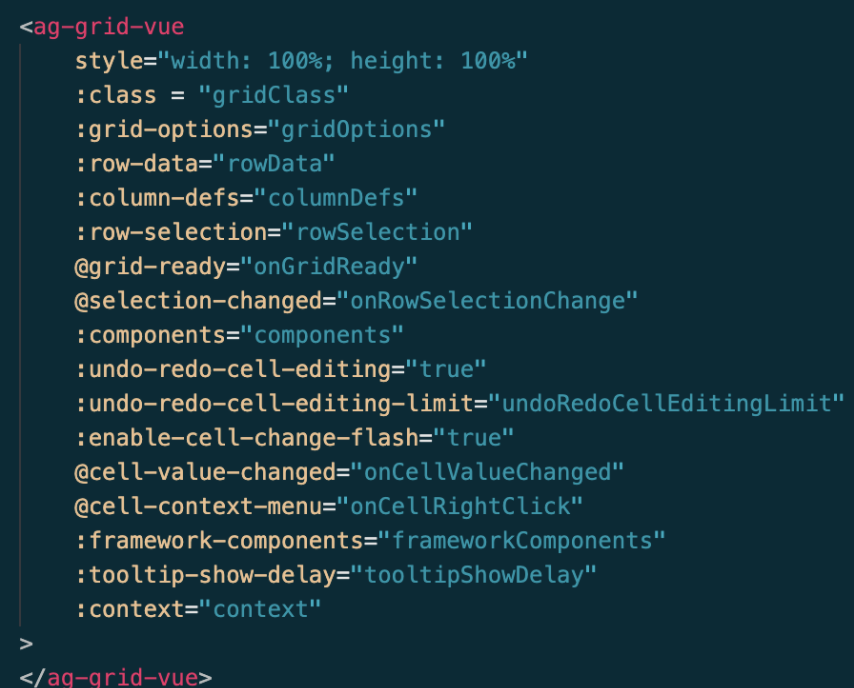 <ag-grid-vue
style="width: 100%; height: 100%"
:class = "gridClass"
:grid-options="gridOptions"
:row-data="rowData"
:column-defs="columnDefs"
:row-selection="rowSelection"
@grid-ready="onGridReady"
@selection-changed="onRowSelectionChange"
:components="components"
:undo-redo-cell-editing="true"
:undo-redo-cell-editing-limit="undoRedoCellEditingLimit"
:enable-cell-change-flash="true"
@cell-value-changed="onCellValueChanged"
@cell-context-menu="onCellRightClick"
:framework-components="frameworkComponents"
:tooltip-show-delay="tooltipShowDelay"
:context="context"
>
</ag-grid-vue>